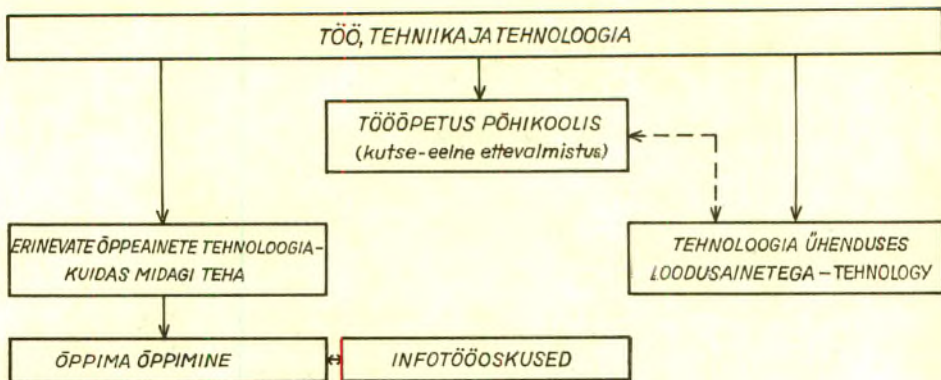 TÖÖ, TEHNIIKA JA TEHNOLOOGIA
TÖÖÕPETUS PÕHIKOOLIS
(kutse-eelne ettevalmistus)
ERINEVATE ÕPPEAINETE TEHNOLOOGIA-
KUIDAS MIDAGI TEHA
TEHNOLOOGIA ÜHENDUSES
LOODUSAINETEGA – TEHNOLOGY
ÕPPIMA ÕPPIMINE
INFOTÖÖOSKUSED